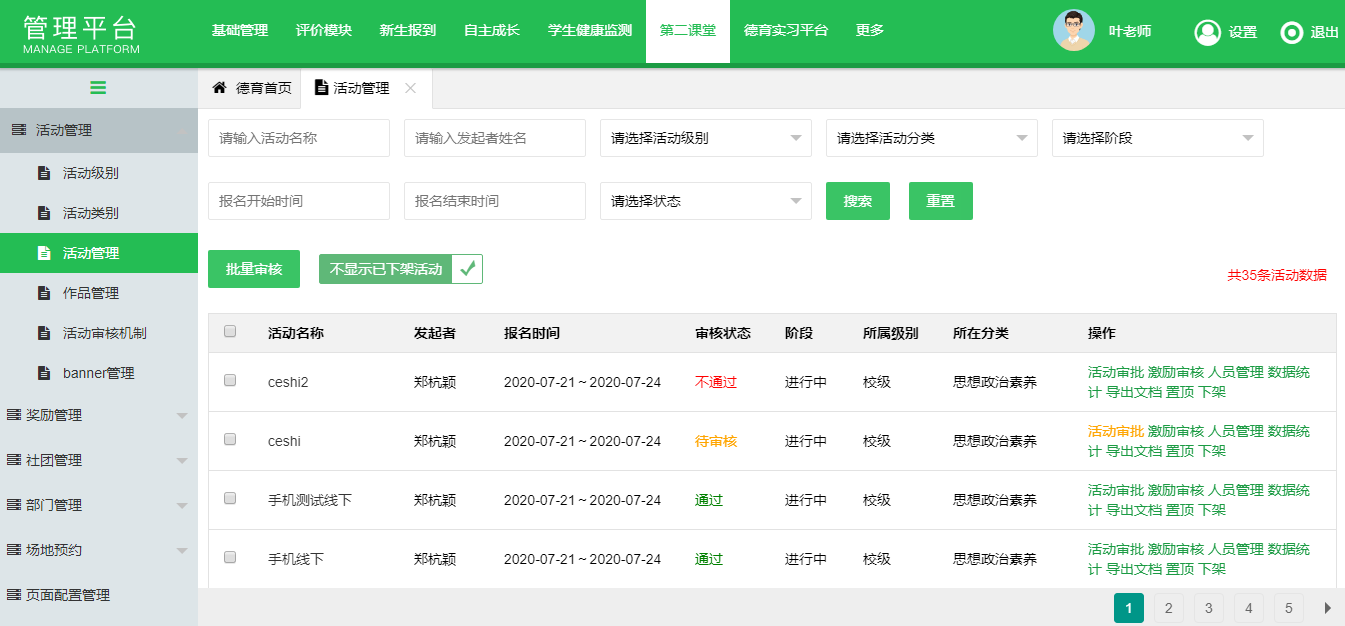 管理平台
MANAGE PLATFORM
基础管理 评价模块 新生报到 自主成长 学生健康监测 第二课堂 德育实习平台 更多
叶老师 设置 退出
德育首页 活动管理
活动管理
活动级别
活动类别
活动管理
作品管理
活动审核机制
banner管理
奖励管理
社团管理
部门管理
场地预约
页面配置管理
请输入活动名称 请输入发起者姓名 请选择活动级别 请选择活动分类 请选择阶段
报名开始时间 报名结束时间 请选择状态 搜索 重置
批量审核 不显示已下架活动
共35条活动数据
活动名称 发起者 报名时间 审核状态 阶段 所属级别 所在分类 操作
ceshi2 郑杭颖 2020-07-21 ~ 2020-07-24 不通过 进行中 校级 思想政治素养 活动审批 激励审核 人员管理 数据统
计 导出文档 置顶 下架
ceshi 郑杭颖 2020-07-21 ~ 2020-07-24 待审核 进行中 校级 思想政治素养 活动审批 激励审核 人员管理 数据统
计 导出文档 置顶 下架
手机测试线下 郑杭颖 2020-07-21 ~ 2020-07-24 通过 进行中 校级 思想政治素养 活动审批 激励审核 人员管理 数据统
计 导出文档 置顶 下架
手机线下 郑杭颖 2020-07-21 ~ 2020-07-24 通过 进行中 校级 思想政治素养 活动审批 激励审核 人员管理 数据统
计 导出文档 置顶 下架
1 2 3 4 5